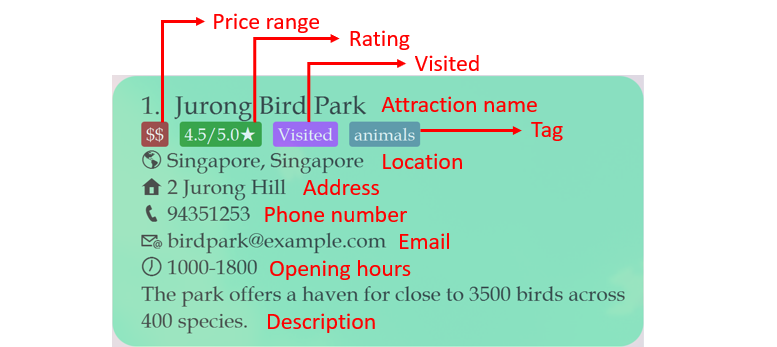 Price range
Rating
Visited
1. Jurong Bird Park Attraction name
$$ 4.5/5.0★ Visited animals Tag
Singapore, Singapore Location
2 Jurong Hill Address
94351253 Phone number
birdpark@example.com Email
1000-1800 Opening hours
The park offers a haven for close to 3500 birds across
400 species. Description